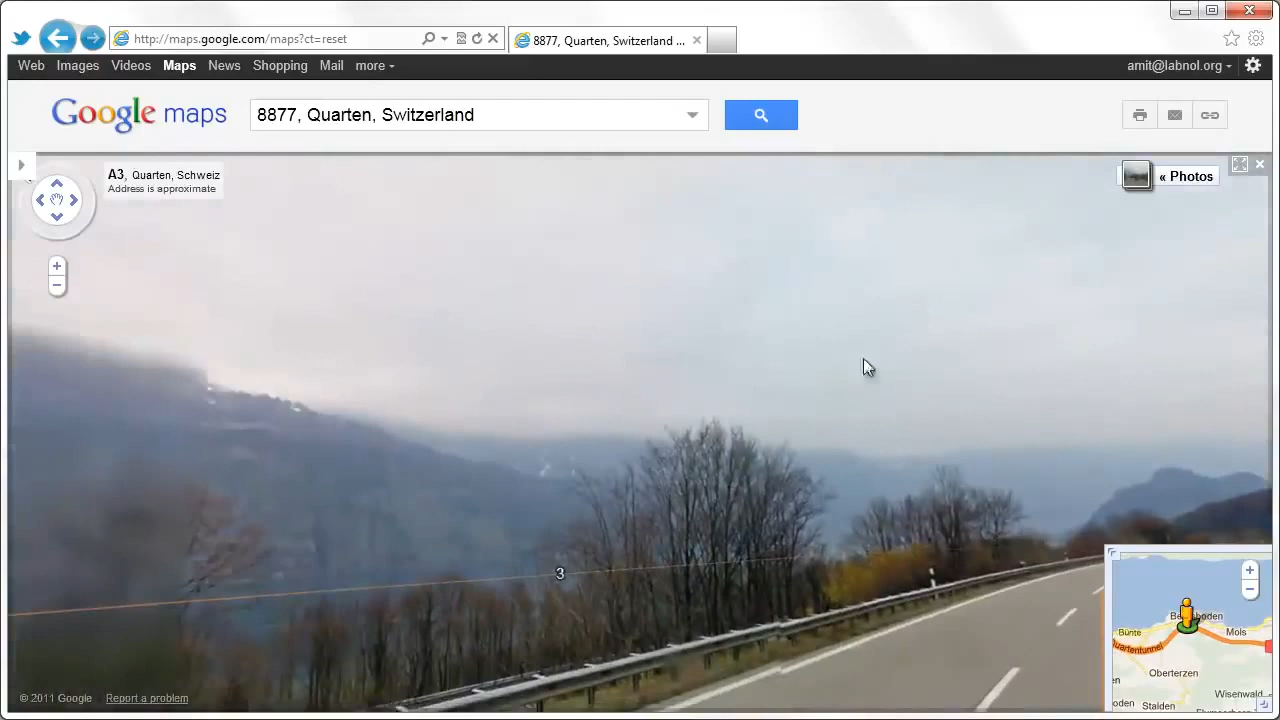 http://maps.google.com/maps?ct=reset
8877, Quarten, Switzerland ...
Web Images Videos Maps News Shopping Mail more
amit@labnol.org
Google maps
8877, Quarten, Switzerland
A3, Quarten, Schweiz
Address is approximate
« Photos
3
Bünte
Mols
Oberterzen
Wisenwald
oden
Stalden
© 2011 Google
Report a problem